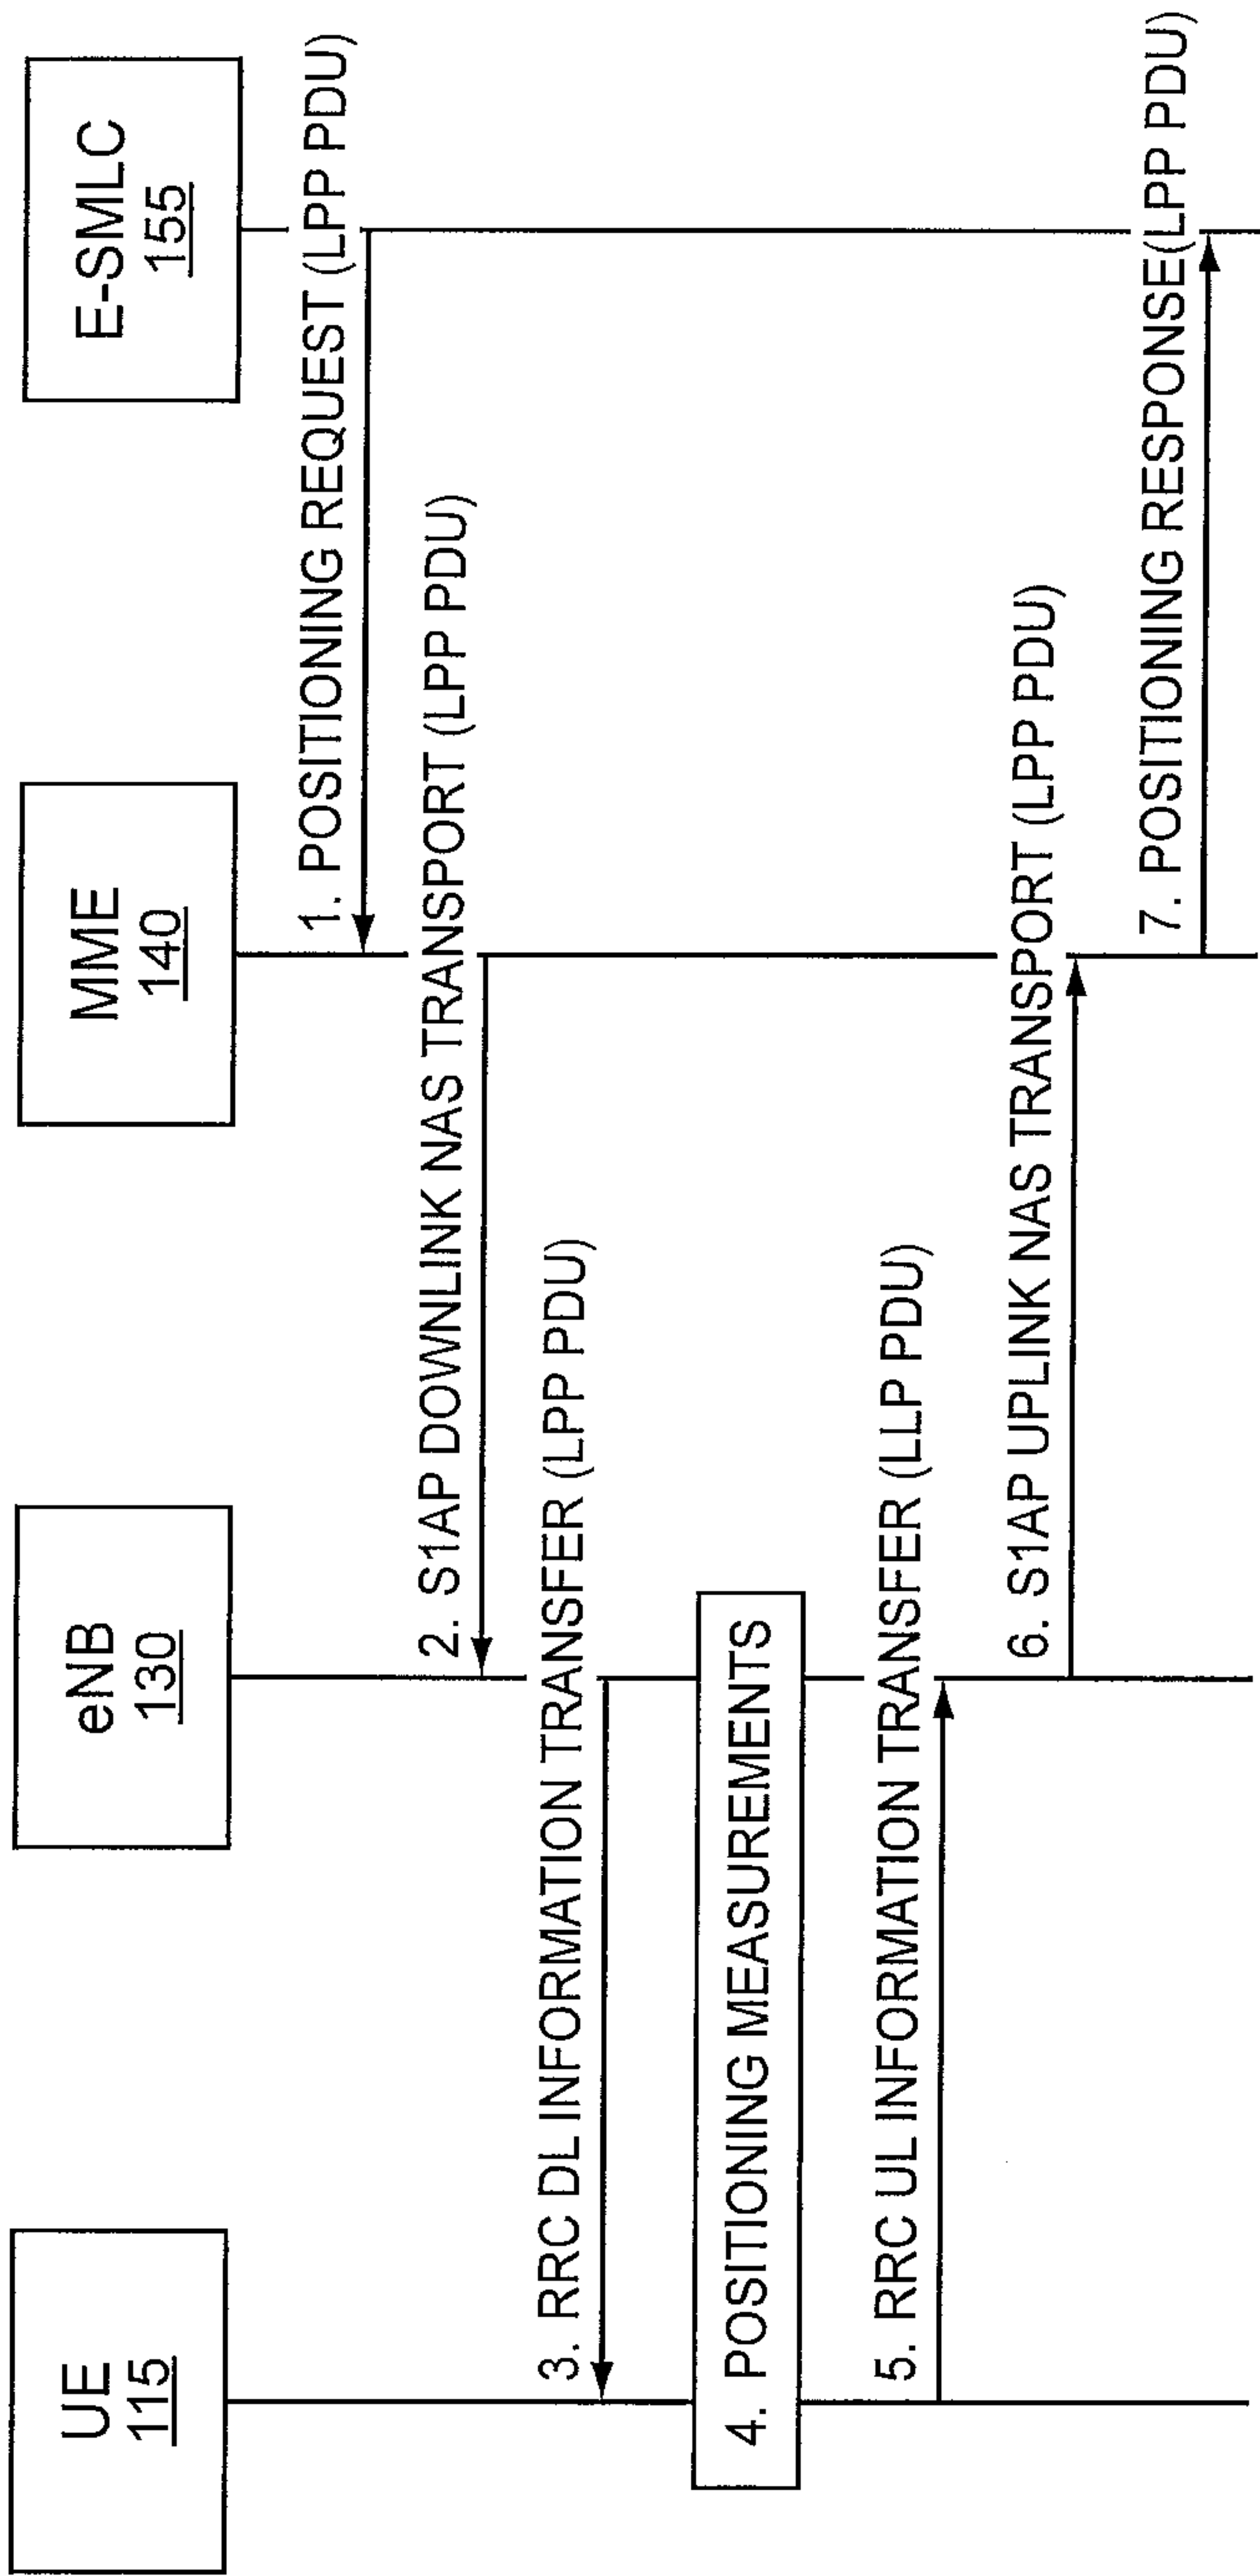 UE
115
eNB
130
MME
140
E-SMLC
155
1. POSITIONING REQUEST (LPP PDU)
2. S1AP DOWNLINK NAS TRANSPORT (LPP PDU)
3. RRC DL INFORMATION TRANSFER (LPP PDU)
4. POSITIONING MEASUREMENTS
5. RRC UL INFORMATION TRANSFER (LLP PDU)
6. S1AP UPLINK NAS TRANSPORT (LPP PDU)
7. POSITIONING RESPONSE(LPP PDU)